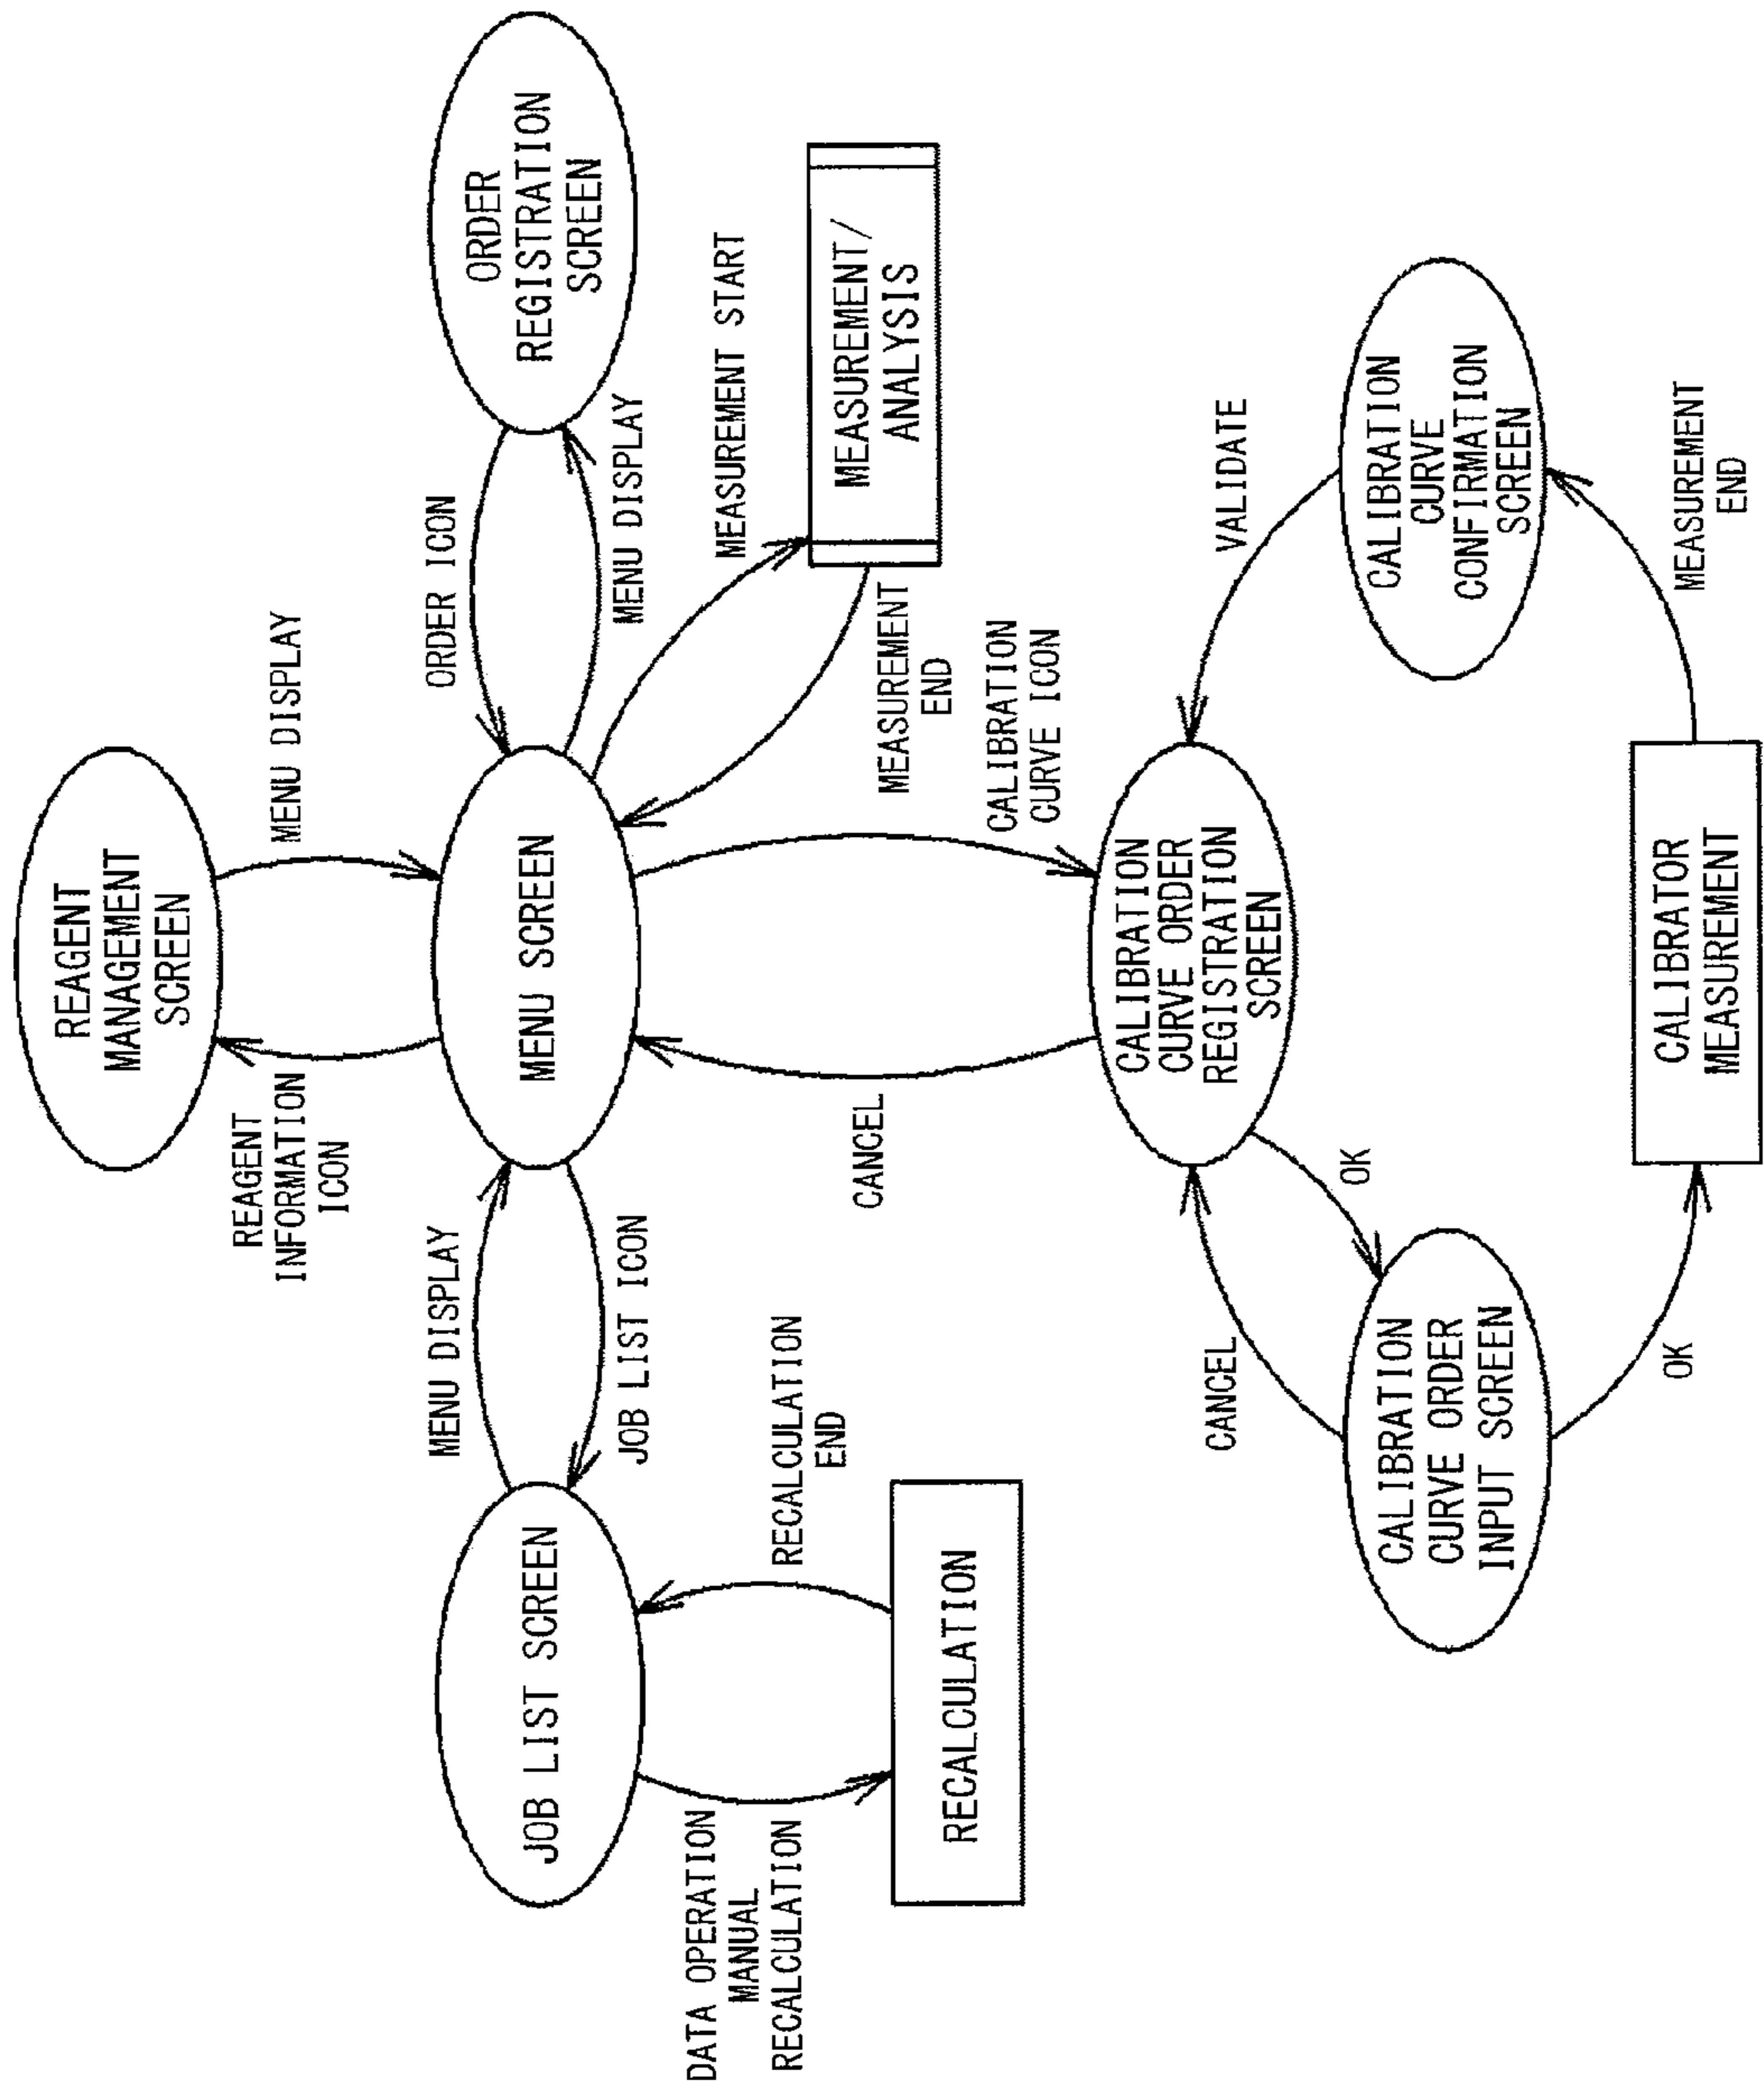 REAGENT
MANAGEMENT
SCREEN
REAGENT
INFORMATION
ICON
MENU DISPLAY
MENU DISPLAY
ORDER ICON
JOB LIST SCREEN
MENU SCREEN
ORDER
REGISTRATION
SCREEN
JOB LIST ICON
MENU DISPLAY
DATA OPERATION
MANUAL
RECALCULATION
RECALCULATION
END
MEASUREMENT START
RECALCULATION
MEASUREMENT/
ANALYSIS
CANCEL
MEASUREMENT
END
CALIBRATION
CURVE ICON
CALIBRATION
CURVE ORDER
REGISTRATION
SCREEN
CANCEL
OK
VALIDATE
CALIBRATION
CURVE ORDER
INPUT SCREEN
CALIBRATION
CURVE
CONFIRMATION
SCREEN
OK
CALIBRATOR
MEASUREMENT
MEASUREMENT
END